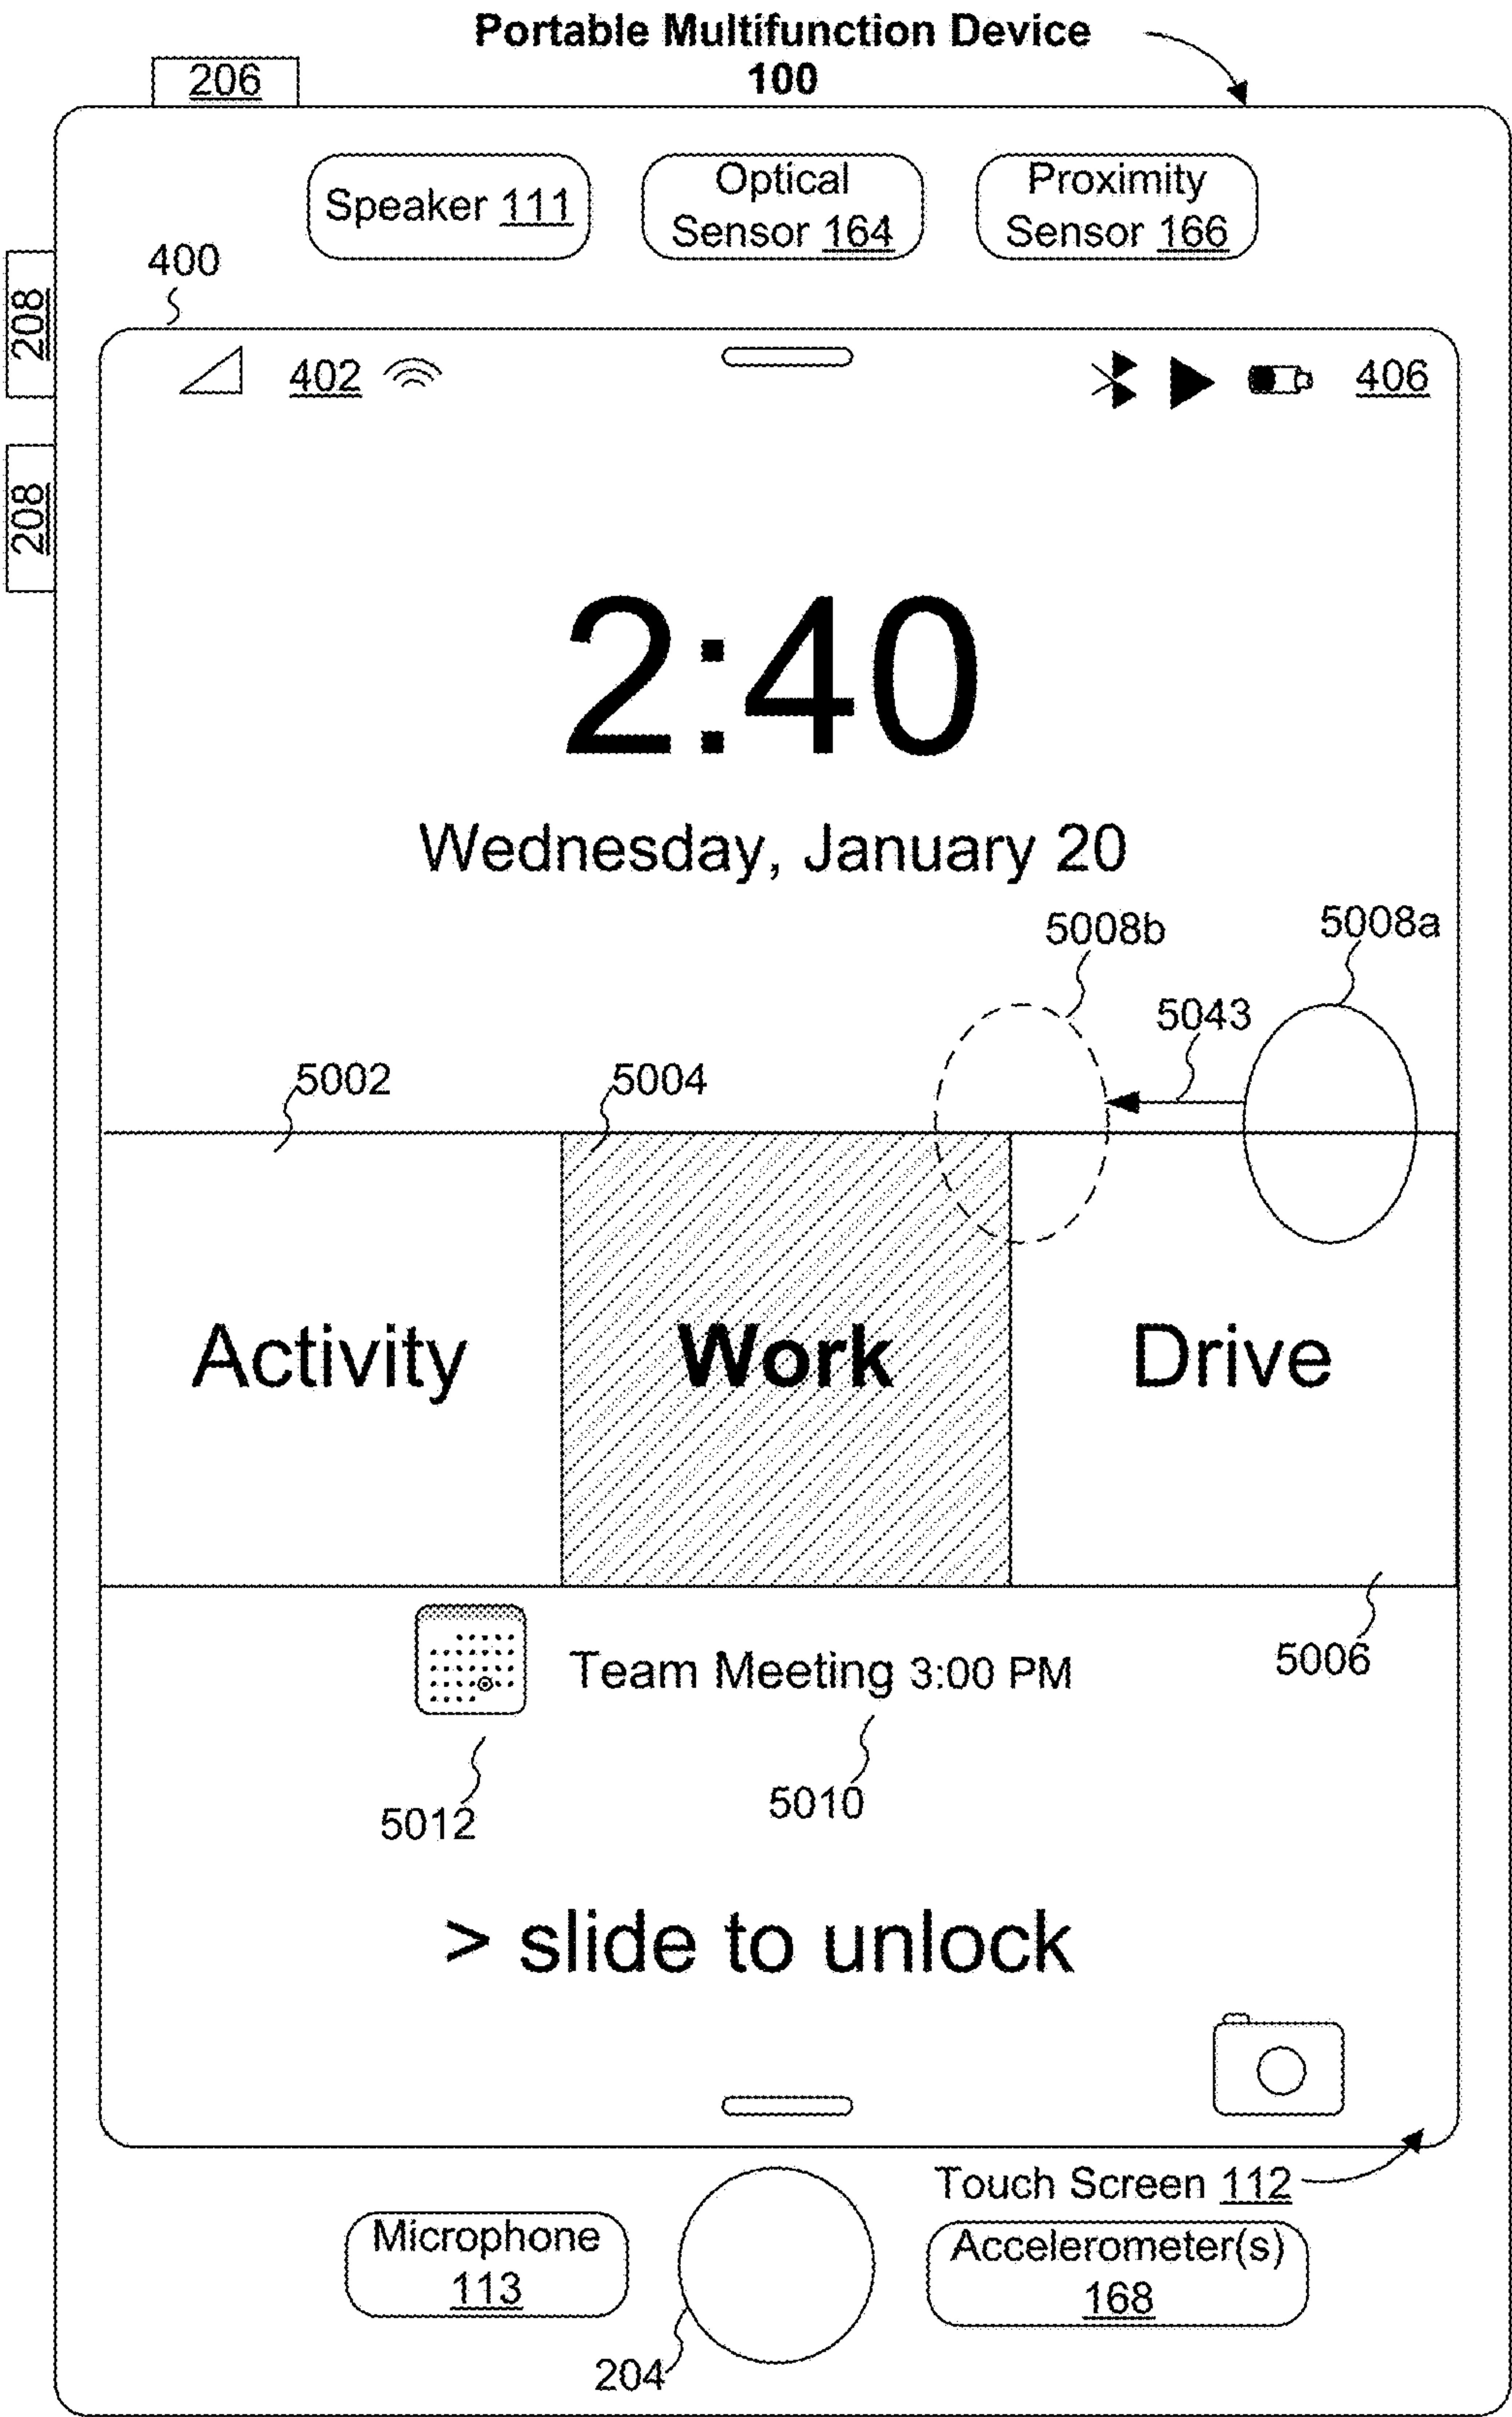 Portable Multifunction Device
100
206
Speaker 111
Optical
Sensor 164
Proximity
Sensor 166
400
208
208
402
406
2:40
Wednesday, January 20
5008b
5008a
5043
5002
5004
Activity
Work
Drive
Team Meeting 3:00 PM
5006
5012
5010
> slide to unlock
Touch Screen 112
Microphone
113
Accelerometer(s)
168
204